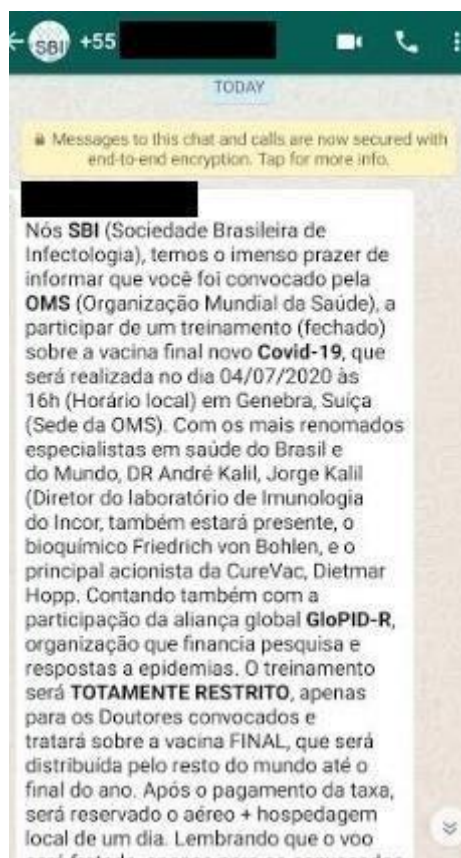 SBI +55
TODAY
Messages to this chat and calls are now secured with
end-to-end encryption. Tap for more info.
Nós SBI (Sociedade Brasileira de
Infectologia), temos o imenso prazer de
informar que você foi convocado pela
OMS (Organização Mundial da Saúde), a
participar de um treinamento (fechado)
sobre a vacina final novo Covid-19, que
será realizada no dia 04/07/2020 às
16h (Horário local) em Genebra, Suíça
(Sede da OMS). Com os mais renomados
especialistas em saúde do Brasil e
do Mundo, DR André Kalil, Jorge Kalil
(Diretor do laboratório de Imunologia
do Incor, também estará presente, o
bioquímico Friedrich von Bohlen, e o
principal acionista da CureVac, Dietmar
Hopp. Contando também com a
participação da aliança global GloPID-R,
organização que financia pesquisa e
respostas a epidemias. O treinamento
será TOTAMENTE RESTRITO, apenas
para os Doutores convocados e
tratará sobre a vacina FINAL, que será
distribuída pelo resto do mundo até o
final do ano. Após o pagamento da taxa,
será reservado o aéreo + hospedagem
local de um dia. Lembrando que o voo